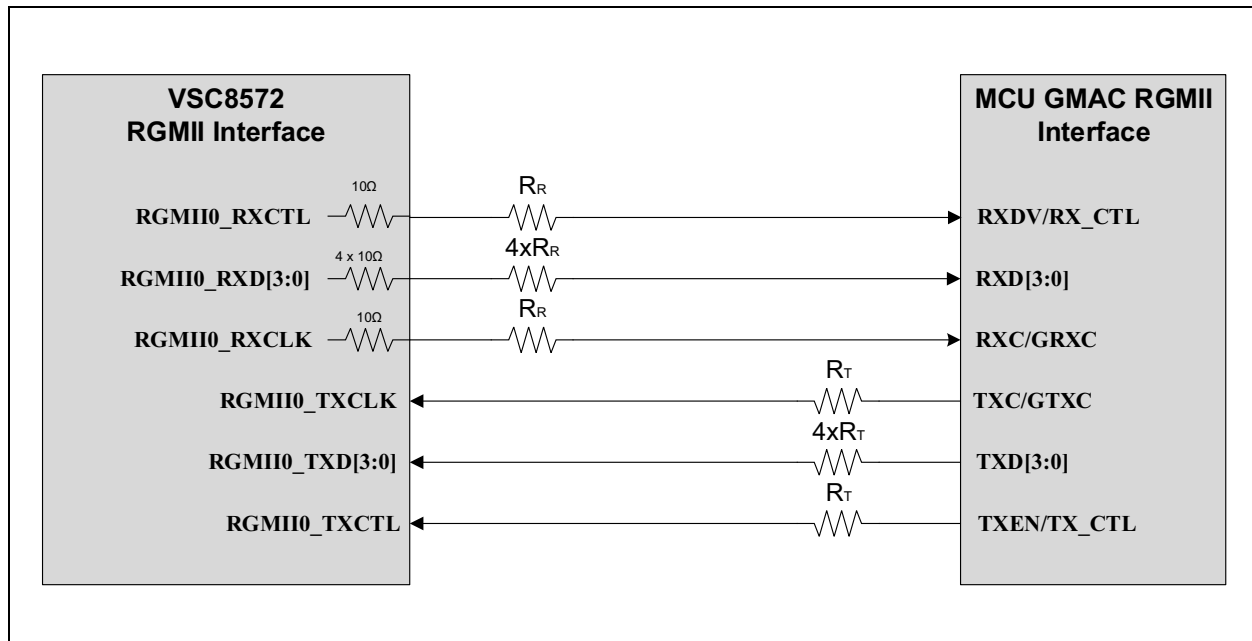 VSC8572
RGMII Interface
MCU GMAC RGMII
Interface
10Ω
RR
RGMII0_RXCTL
RXDV/RX_CTL
4 x 10Ω
4xRR
RGMII0_RXD[3:0]
RXD[3:0]
10Ω
RR
RGMII0_RXCLK
RXC/GRXC
RT
RGMII0_TXCLK
TXC/GTXC
4xRT
RGMII0_TXD[3:0]
TXD[3:0]
RT
RGMII0_TXCTL
TXEN/TX_CTL